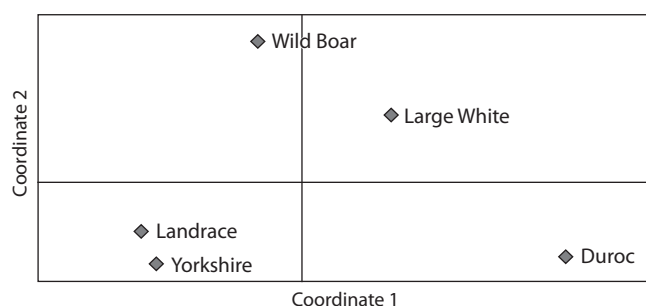 Wild Boar
Large White
Coordinate 2
Landrace
Yorkshire
Duroc
Coordinate 1